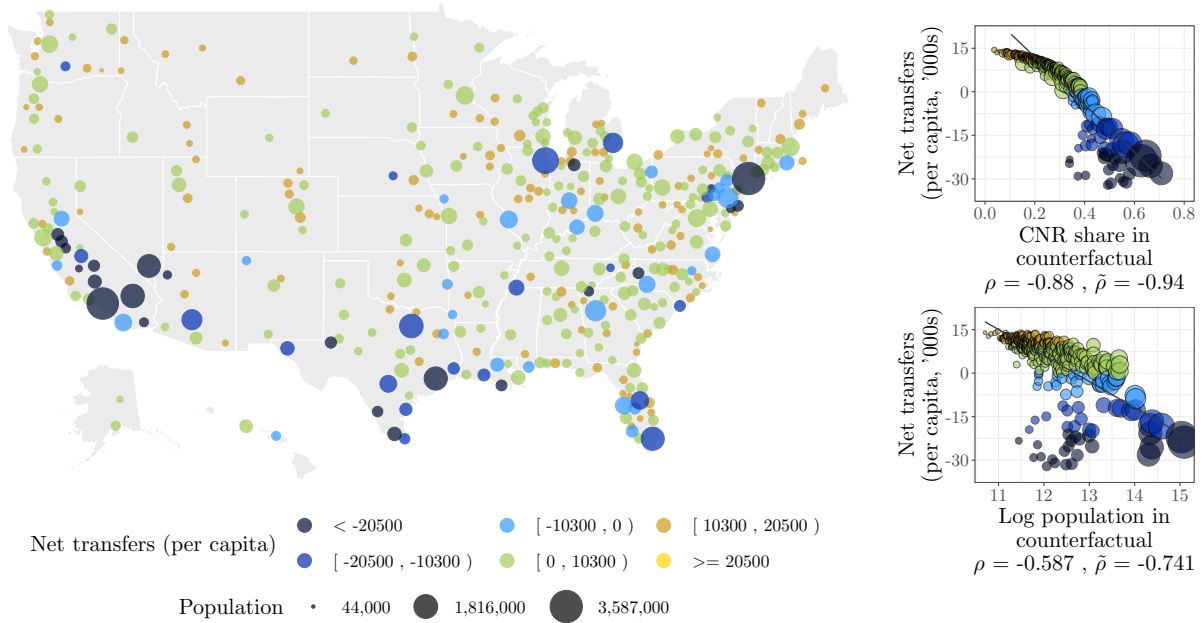 Net transfers
(per capita, '000s)
15
0
-15
-30
0.0 0.2 0.4 0.6 0.8
CNR share in
counterfactual
ρ = -0.88 , ρ̃ = -0.94
Net transfers
(per capita, '000s)
15
0
-15
-30
11 12 13 14 15
Log population in
counterfactual
ρ = -0.587 , ρ̃ = -0.741
Net transfers (per capita)
< -20500
[ -10300 , 0 )
[ 10300 , 20500 )
[ -20500 , -10300 )
[ 0 , 10300 )
>= 20500
Population
44,000
1,816,000
3,587,000